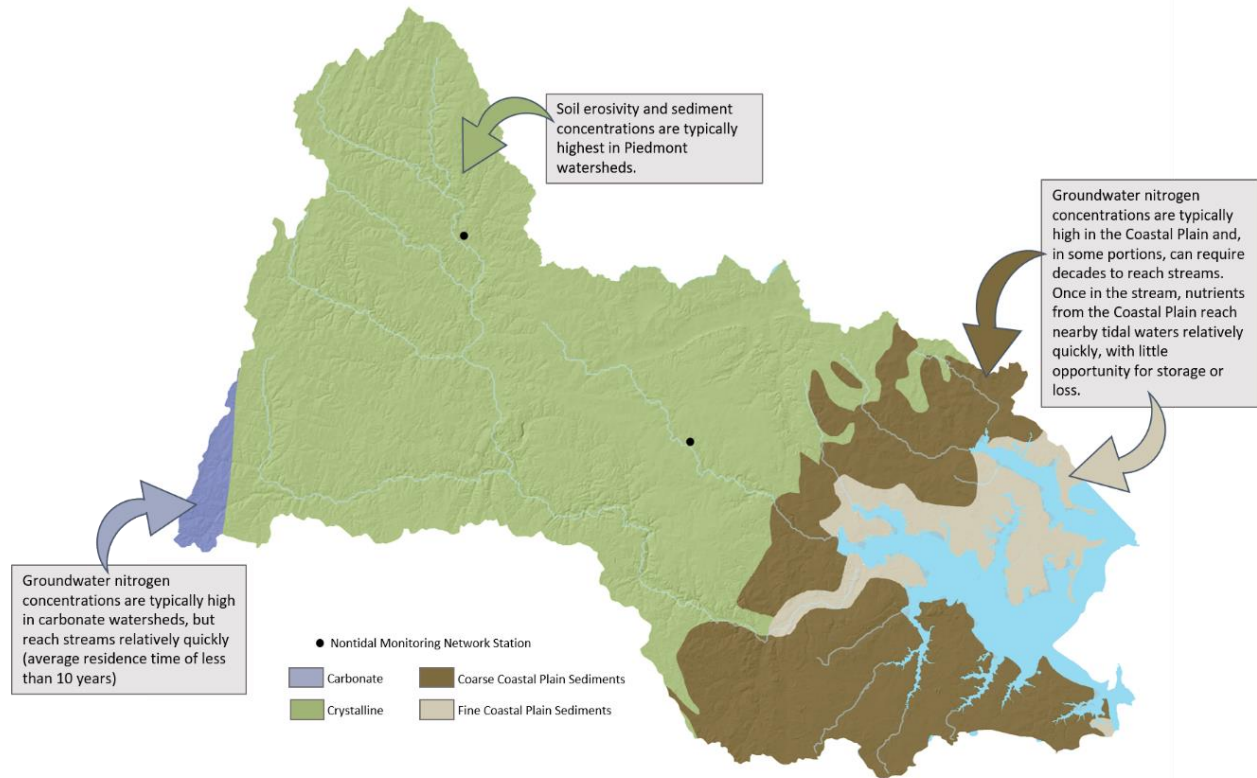 Soil erosivity and sediment
concentrations are typically
highest in Piedmont
watersheds.
Groundwater nitrogen
concentrations are typically
high in the Coastal Plain and,
in some portions, can require
decades to reach streams.
Once in the stream, nutrients
from the Coastal Plain reach
nearby tidal waters relatively
quickly, with little
opportunity for storage or
loss.
Groundwater nitrogen
concentrations are typically high
in carbonate watersheds, but
reach streams relatively quickly
(average residence time of less
than 10 years)
Nontidal Monitoring Network Station
Carbonate
Coarse Coastal Plain Sediments
Crystalline
Fine Coastal Plain Sediments